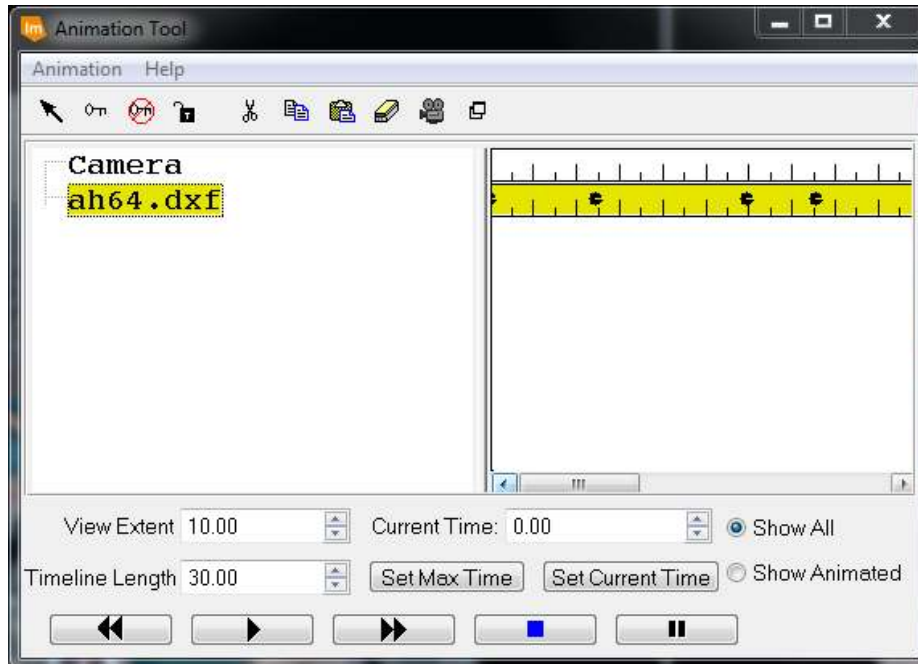 Im Animation Tool
Animation Help
Camera
ah64.dxf
View Extent 10.00 Current Time: 0.00 Show All
Timeline Length 30.00 Set Max Time Set Current Time Show Animated